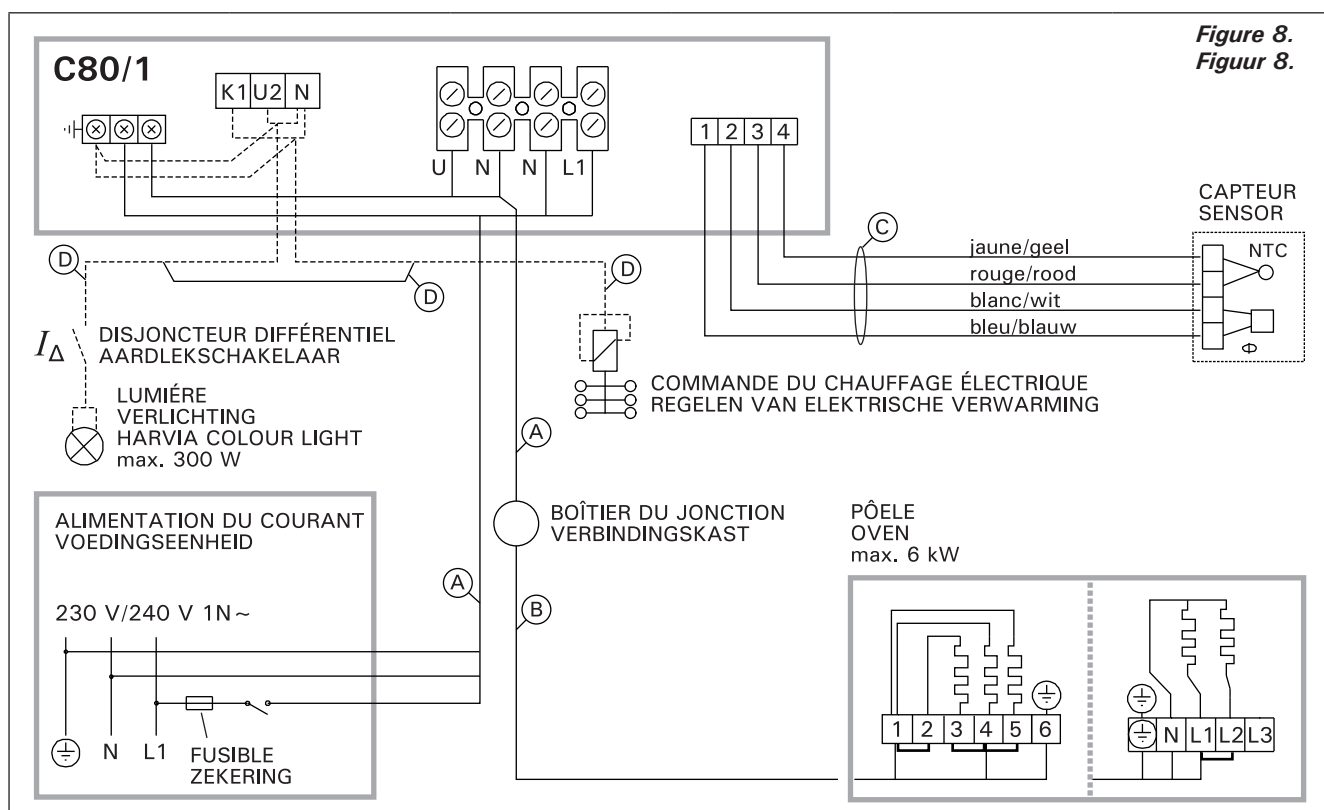 Figure 8.
Figuur 8.
C80/1
K1 U2 N
U N N L1
1 2 3 4
CAPTEUR
SENSOR
NTC
C
jaune/geel
rouge/rood
blanc/wit
bleu/blauw
D
D
D
I∆
DISJONCTEUR DIFFÉRENTIEL
AARDLEKSCHAKELAAR
LUMIÉRE
VERLICHTING
HARVIA COLOUR LIGHT
max. 300 W
COMMANDE DU CHAUFFAGE ÉLECTRIQUE
REGELEN VAN ELEKTRISCHE VERWARMING
A
BOÎTIER DU JONCTION
VERBINDINGSKAST
A
B
ALIMENTATION DU COURANT
VOEDINGSEENHEID
230 V/240 V 1N~
N L1
FUSIBLE
ZEKERING
PÔELE
OVEN
max. 6 kW
1 2 3 4 5 6
N L1 L2 L3